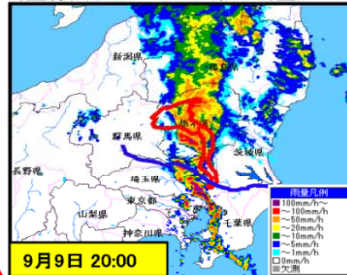 新潟県
福島県
栃木県
群馬県
茨城県
長野県
埼玉県
東京都
山梨県
千葉県
神奈川県
雨量凡例
100mm/h~
~100mm/h
~50mm/h
~20mm/h
~10mm/h
~5mm/h
~1mm/h
0mm/h
欠測
9月9日 20:00